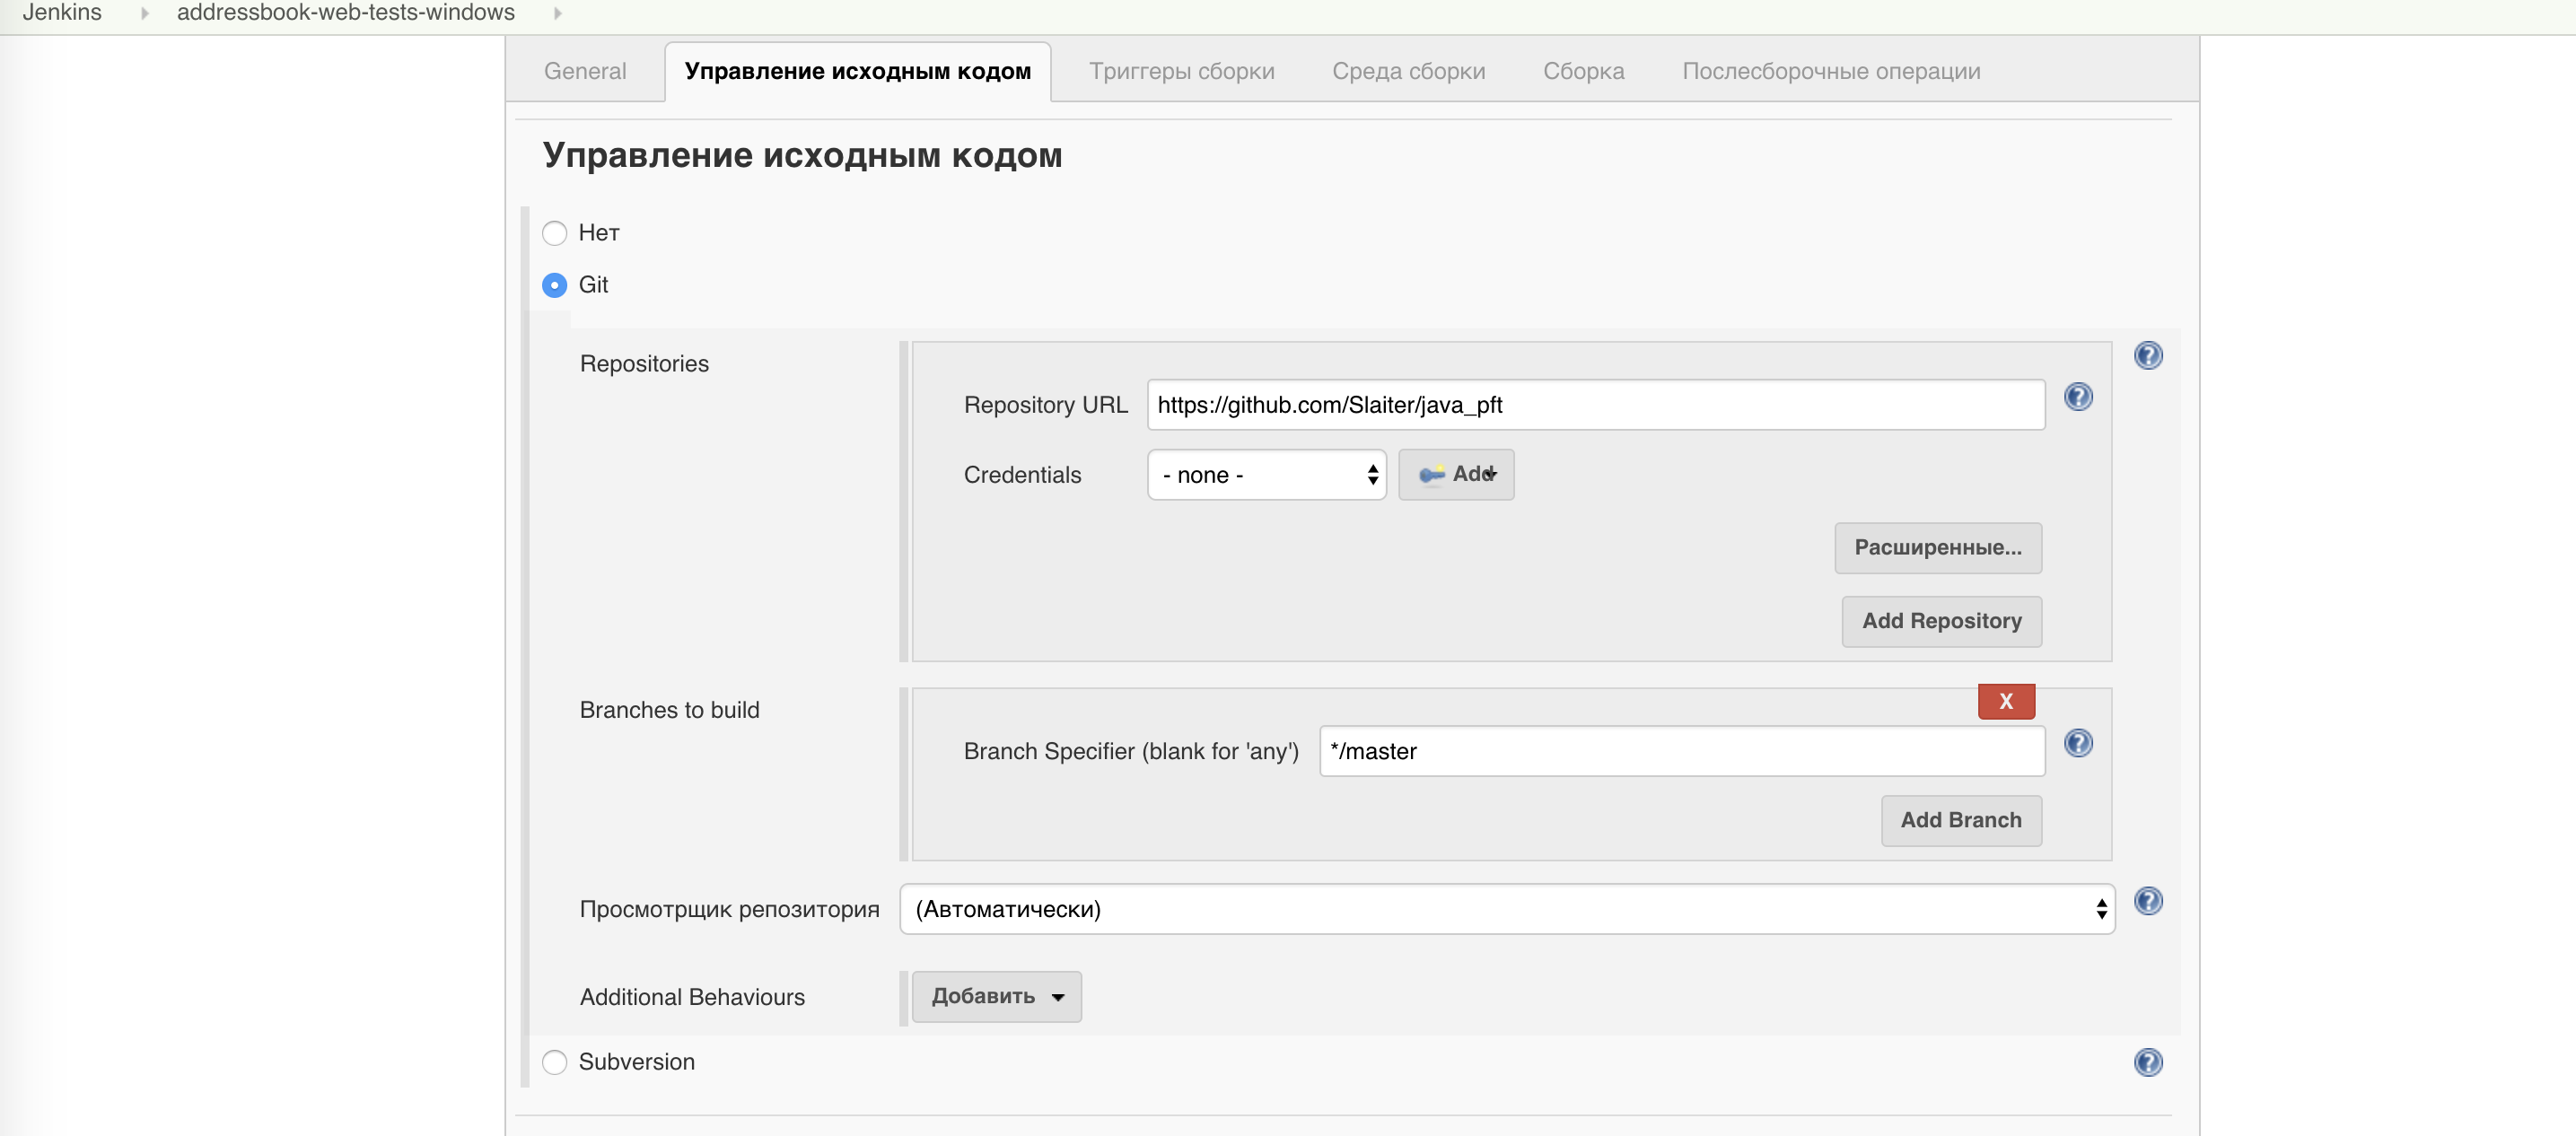 Jenkins addressbook-web-tests-windows
General Управление исходным кодом Триггеры сборки Среда сборки Сборка Послесборочные операции
Управление исходным кодом
Нет
Git
Repositories
Repository URL https://github.com/Slaiter/java_pft
Credentials - none - Add
Расширенные...
Add Repository
Branches to build
X
Branch Specifier (blank for 'any') */master
Add Branch
Просмотрщик репозитория (Автоматически)
Additional Behaviours Добавить
Subversion